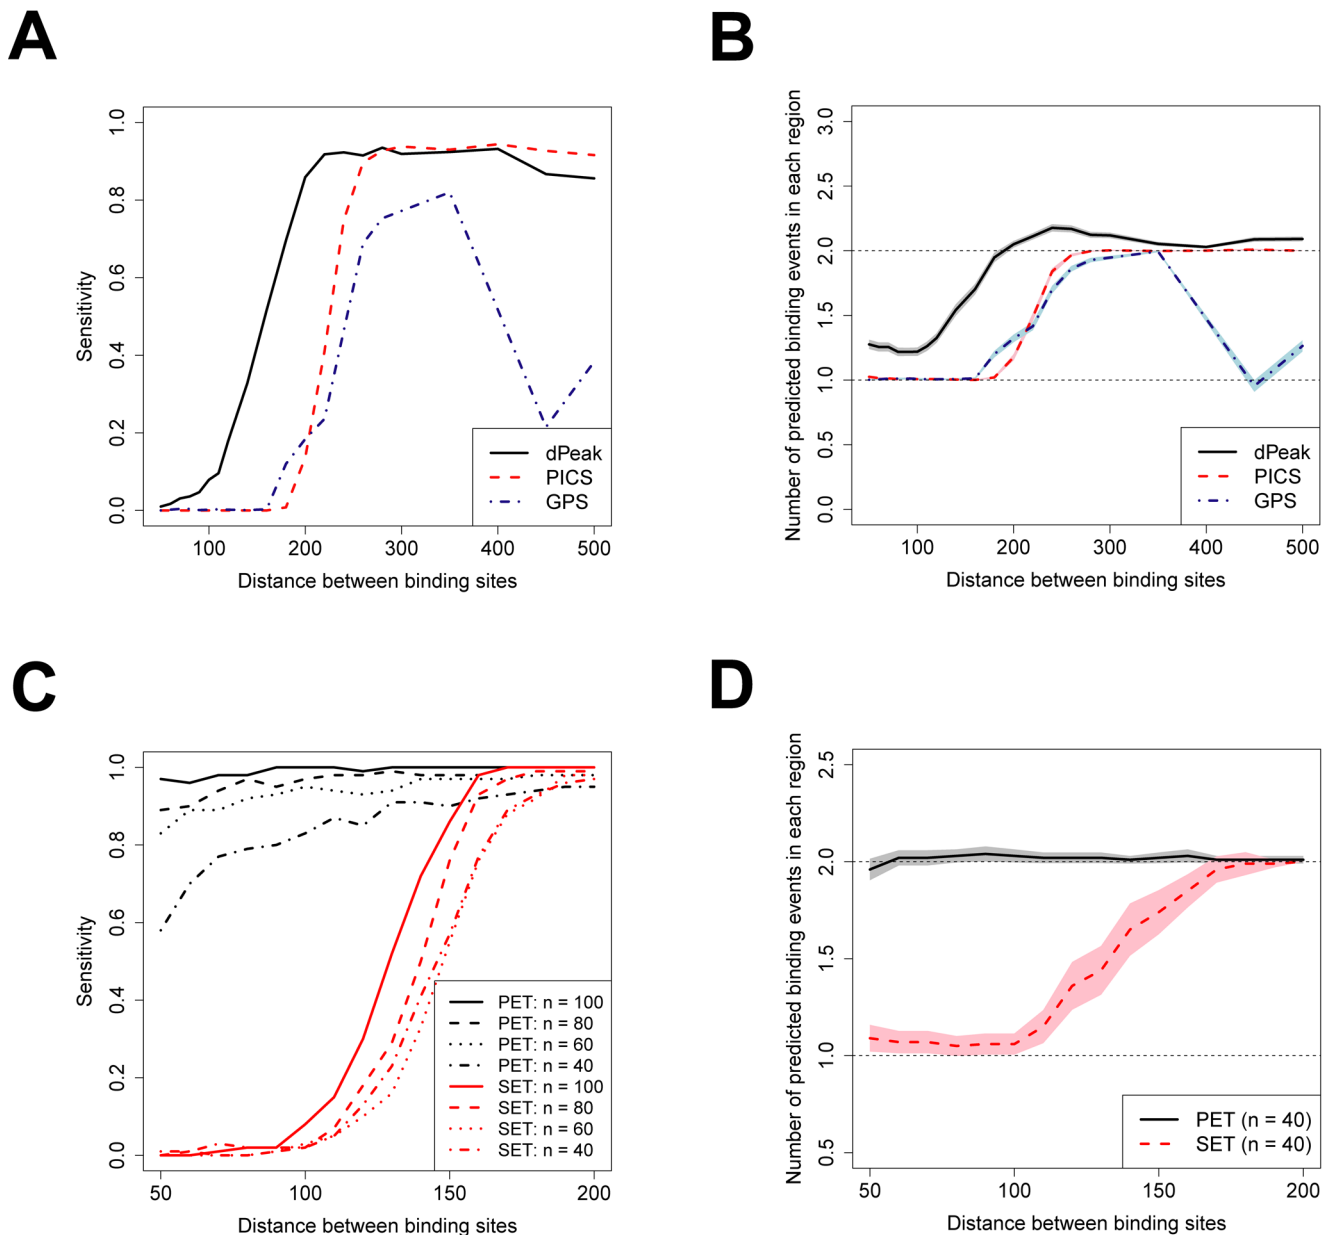 A
Sensitivity
0.0 0.2 0.4 0.6 0.8 1.0
100 200 300 400 500
Distance between binding sites
dPeak
PICS
GPS
B
Number of predicted binding events in each region
0.0 0.5 1.0 1.5 2.0 2.5 3.0
100 200 300 400 500
Distance between binding sites
dPeak
PICS
GPS
C
Sensitivity
0.0 0.2 0.4 0.6 0.8 1.0
50 100 150 200
Distance between binding sites
PET: n = 100
PET: n = 80
PET: n = 60
PET: n = 40
SET: n = 100
SET: n = 80
SET: n = 60
SET: n = 40
D
Number of predicted binding events in each region
0.5 1.0 1.5 2.0 2.5
50 100 150 200
Distance between binding sites
PET (n = 40)
SET (n = 40)